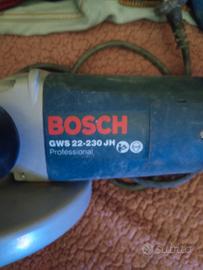 BOSCH
GWS 22-230 JH
Professional
subito